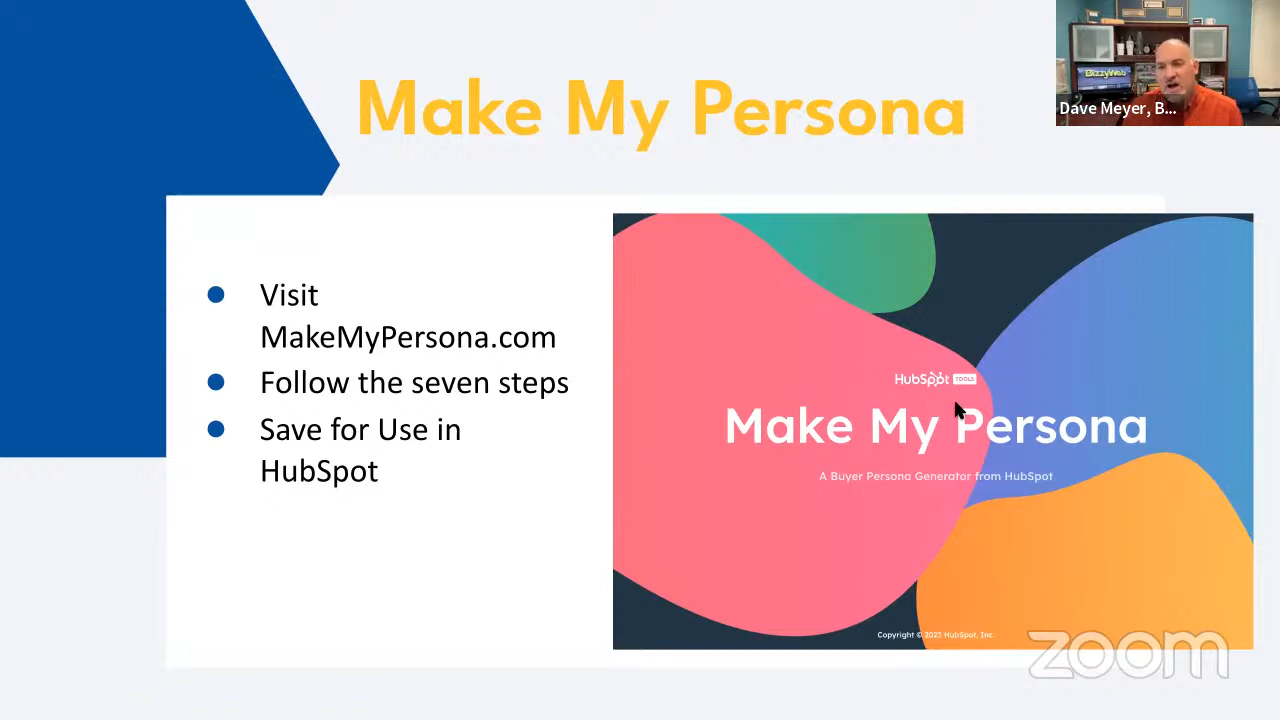 Make My Persona
BizzyWeb
Dave Meyer, B...
Visit
MakeMyPersona.com
Follow the seven steps
Save for Use in
HubSpot
HubSpot TOOLS
Make My Persona
A Buyer Persona Generator from HubSpot
Copyright © 2023 HubSpot, Inc.
zoom